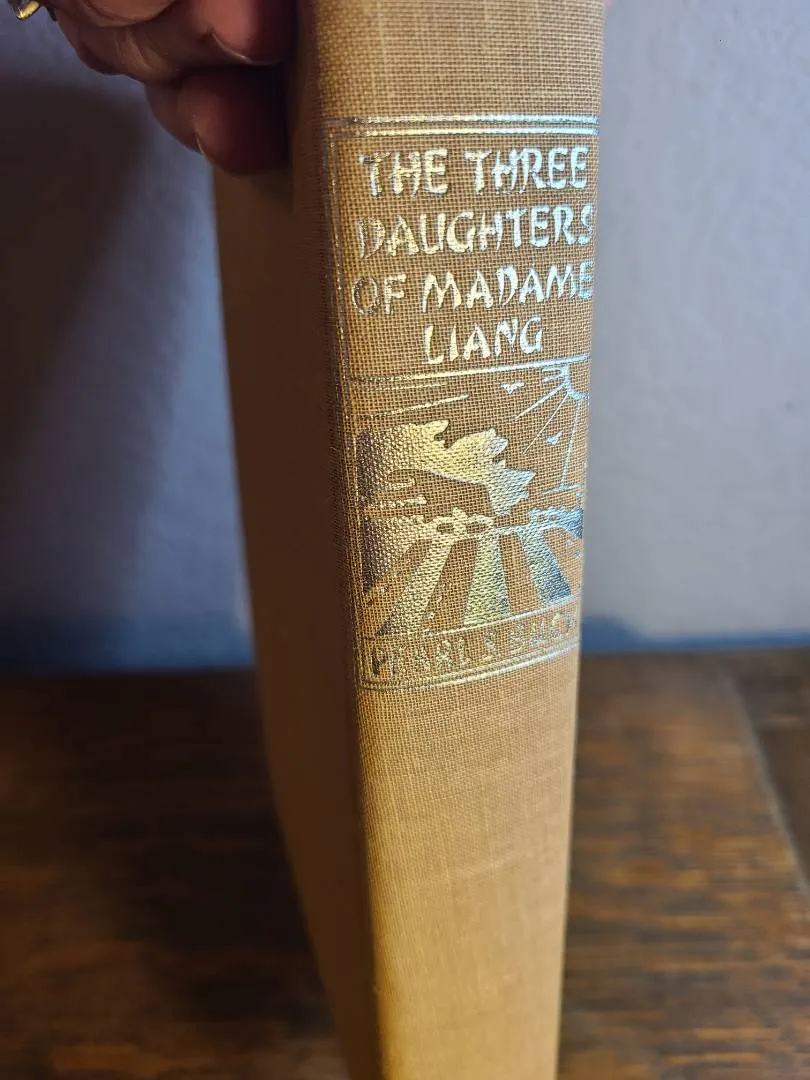 THE THREE
DAUGHTERS
OF MADAME
LIANG
PEARL S BUCK